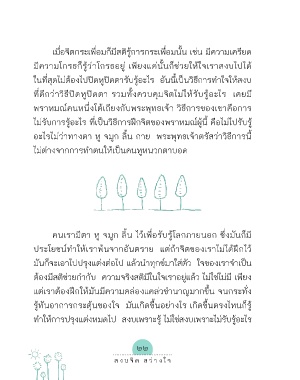 เมื่อจิตกระเพื่อมก็มีสติรู้การกระเพื่อมนั้น เช่น มีความเครียด
มีความโกรธก็รู้ว่าโกรธอยู่ เพียงแค่นั้นก็ช่วยให้ใจเราสงบไปได้
ในที่สุดไม่ต้องไปปิดหูปิดตารับรู้อะไร อันนี้เป็นวิธีการทำใจให้สงบ
ที่ดีกว่าวิธีปิดหูปิดตา รวมทั้งควบคุมจิตไม่ให้รับรู้อะไร เคยมี
พราหมณ์คนหนึ่งโต้เถียงกับพระพุทธเจ้า วิธีการของเขาคือการ
ไม่รับการรู้อะไร ที่เป็นวิธีการฝึกจิตของพราหมณ์ผู้นี้ คือไม่ไปรับรู้
อะไรไม่ว่าทางตา หู จมูก ลิ้น กาย พระพุทธเจ้าตรัสว่าวิธีการนี้
ไม่ต่างจากการทำตนให้เป็นคนหูหนวกตาบอด
คนเรามีตา หู จมูก ลิ้น ไว้เพื่อรับรู้โลกภายนอก ซึ่งมันก็มี
ประโยชน์ทำให้เราพ้นจากอันตราย แต่ถ้าจิตของเราไม่ได้ฝึกไว้
มันก็จะเอาไปปรุงแต่งต่อไป แล้วนำทุกข์มาใส่ตัว ใจของเราจำเป็น
ต้องมีสติช่วยกำกับ ความจริงสติมีในใจเราอยู่แล้ว ไม่ใช่ไม่มี เพียง
แต่เราต้องฝึกให้มันมีความคล่องแคล่วชำนาญมากขึ้น จนกระทั่ง
รู้ทันอาการกระตุ้นของใจ มันเกิดขึ้นอย่างไร เกิดขึ้นตรงไหนก็รู้
ทำให้การปรุงแต่งหมดไป สงบเพราะรู้ ไม่ใช่สงบเพราะไม่รับรู้อะไร
๒๒
สงบจิต สว่างใจ